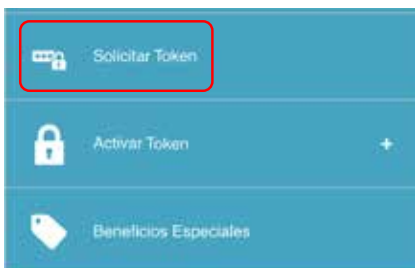 Solicitar Token
Activar Token +
Beneficios Especiales